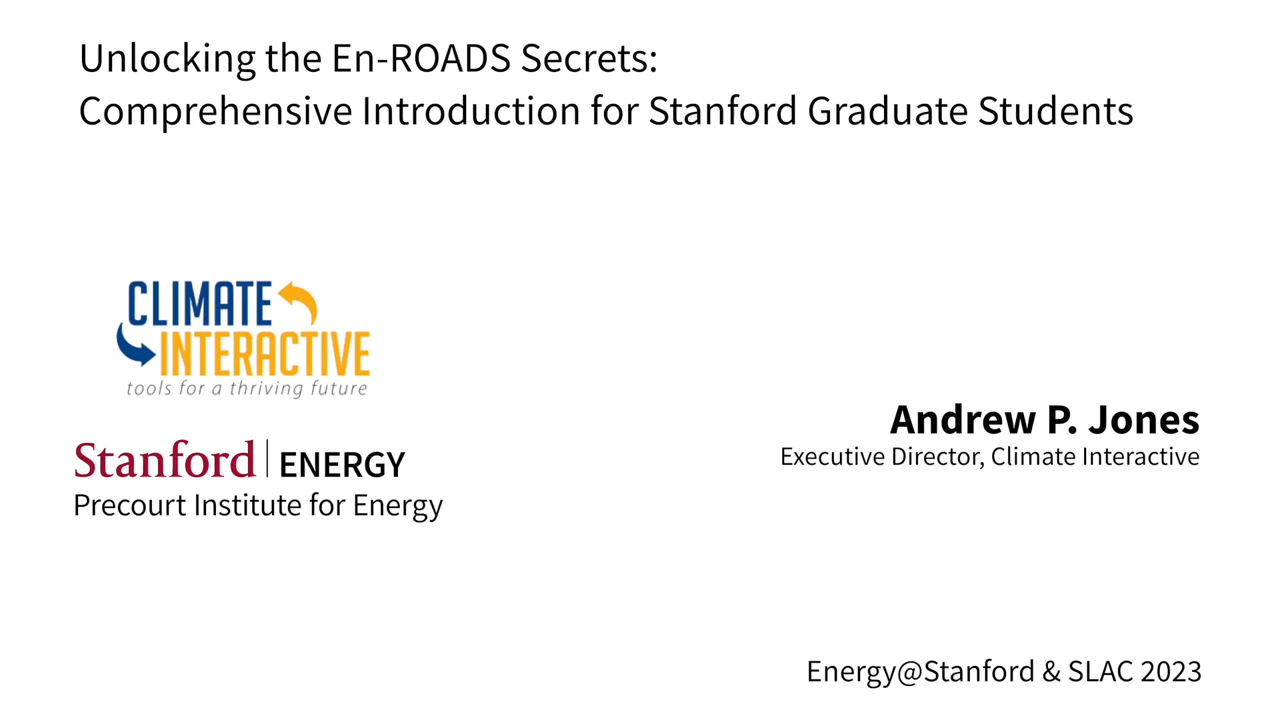 Unlocking the En-ROADS Secrets:
Comprehensive Introduction for Stanford Graduate Students
CLIMATE
INTERACTIVE
tools for a thriving future
Stanford | ENERGY
Precourt Institute for Energy
Andrew P. Jones
Executive Director, Climate Interactive
Energy@Stanford & SLAC 2023